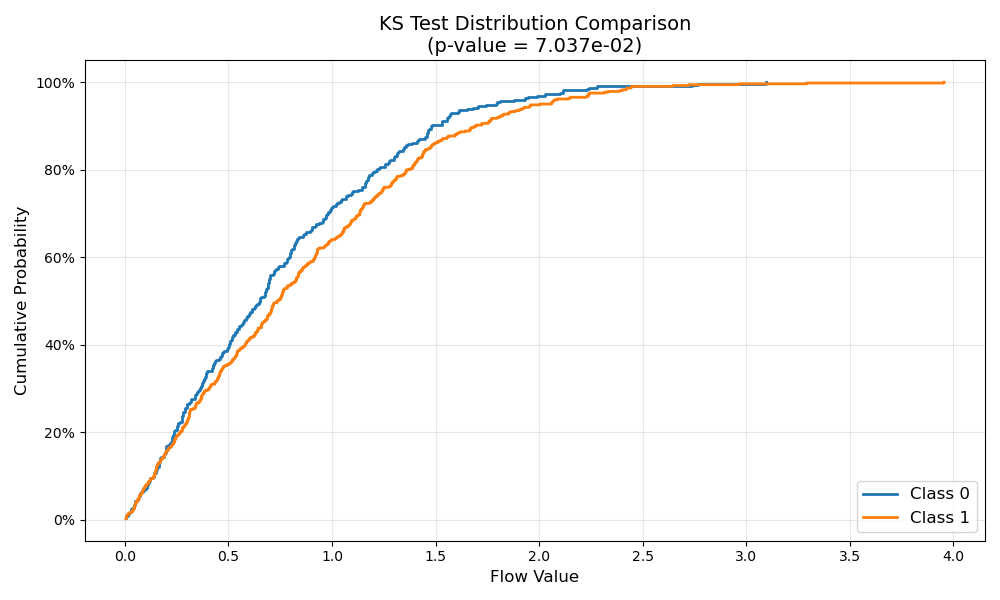 KS Test Distribution Comparison
(p-value = 7.037e-02)
Cumulative Probability
100%
80%
60%
40%
20%
0%
Class 0
Class 1
0.0 0.5 1.0 1.5 2.0 2.5 3.0 3.5 4.0
Flow Value